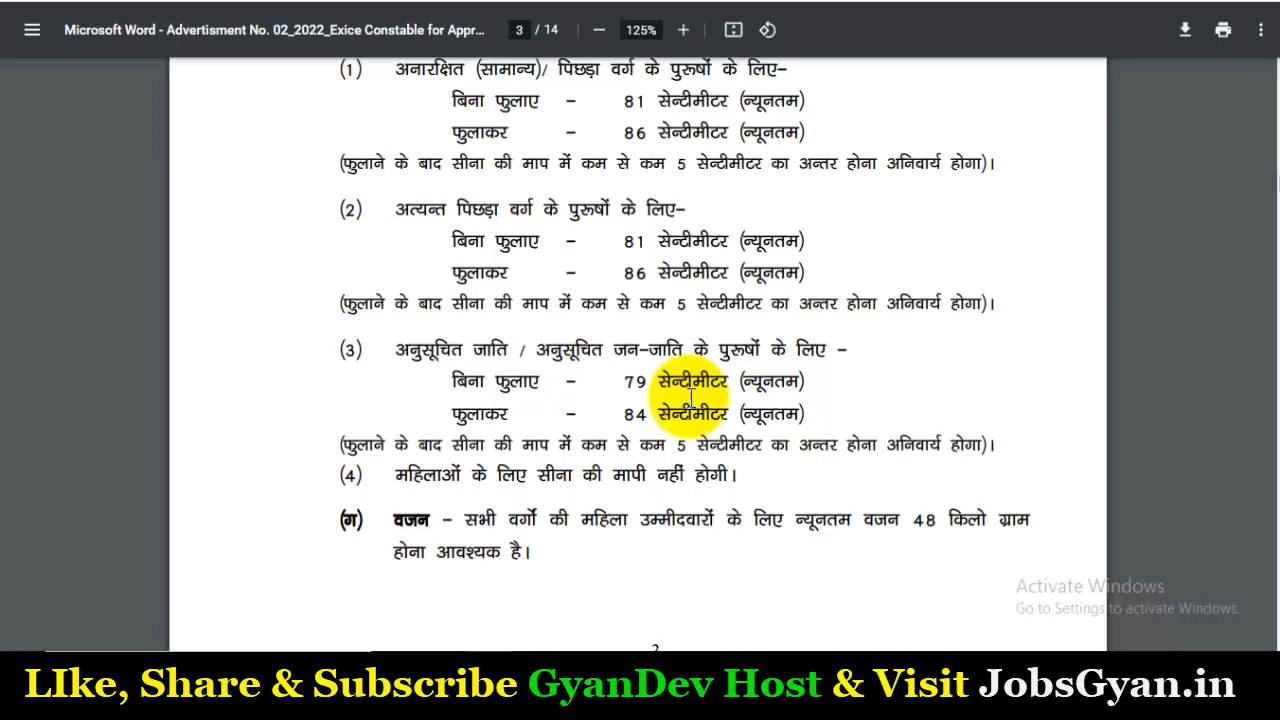 Microsoft Word - Advertisment No. 02_2022_Exice Constable for Appr...
3 / 14
125%
(1) अनारक्षित (सामान्य)/ पिछड़ा वर्ग के पुरूषों के लिए-
बिना फुलाए - 81 सेन्टीमीटर (न्यूनतम)
फुलाकर - 86 सेन्टीमीटर (न्यूनतम)
(फुलाने के बाद सीना की माप में कम से कम 5 सेन्टीमीटर का अन्तर होना अनिवार्य होगा)।
(2) अत्यन्त पिछड़ा वर्ग के पुरूषों के लिए-
बिना फुलाए - 81 सेन्टीमीटर (न्यूनतम)
फुलाकर - 86 सेन्टीमीटर (न्यूनतम)
(फुलाने के बाद सीना की माप में कम से कम 5 सेन्टीमीटर का अन्तर होना अनिवार्य होगा)।
(3) अनुसूचित जाति / अनुसूचित जन-जाति के पुरूषों के लिए -
बिना फुलाए - 79 सेन्टीमीटर (न्यूनतम)
फुलाकर - 84 सेन्टीमीटर (न्यूनतम)
(फुलाने के बाद सीना की माप में कम से कम 5 सेन्टीमीटर का अन्तर होना अनिवार्य होगा)।
(4) महिलाओं के लिए सीना की मापी नहीं होगी।
(ग) वजन - सभी वर्गों की महिला उम्मीदवारों के लिए न्यूनतम वजन 48 किलो ग्राम
होना आवश्यक है।
Activate Windows
Go to Settings to activate Windows.
LIke, Share & Subscribe GyanDev Host & Visit JobsGyan.in